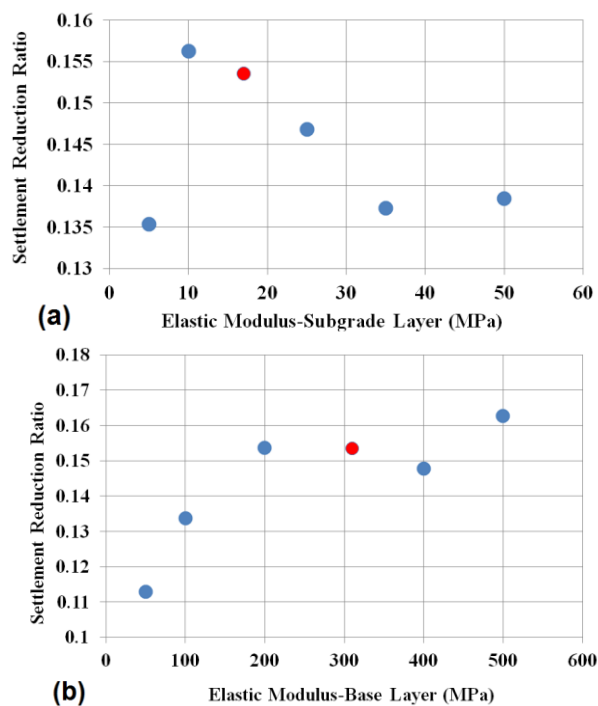 Settlement Reduction Ratio
0.16
0.155
0.15
0.145
0.14
0.135
0.13
0 10 20 30 40 50 60
(a) Elastic Modulus-Subgrade Layer (MPa)
Settlement Reduction Ratio
0.18
0.17
0.16
0.15
0.14
0.13
0.12
0.11
0.1
0 100 200 300 400 500 600
(b) Elastic Modulus-Base Layer (MPa)